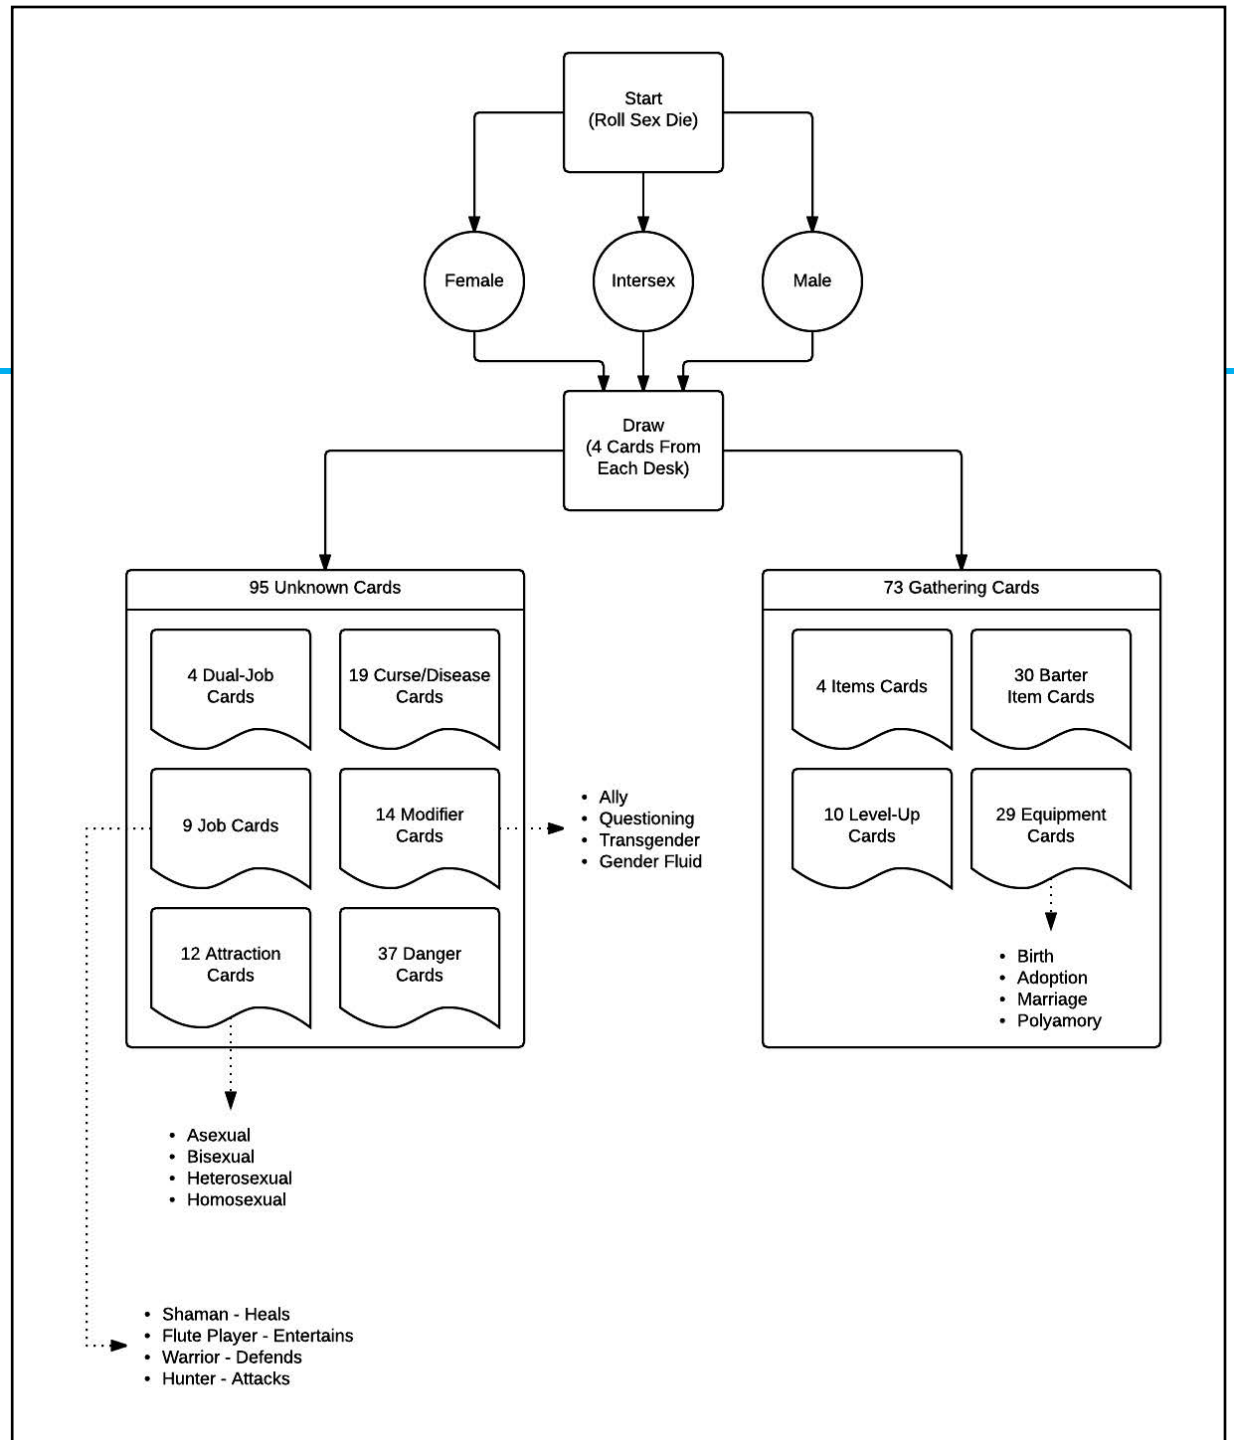 Start
(Roll Sex Die)
Female
Intersex
Male
Draw
(4 Cards From
Each Desk)
95 Unknown Cards
4 Dual-Job
Cards
19 Curse/Disease
Cards
9 Job Cards
14 Modifier
Cards
12 Attraction
Cards
37 Danger
Cards
• Ally
• Questioning
• Transgender
• Gender Fluid
73 Gathering Cards
4 Items Cards
30 Barter
Item Cards
10 Level-Up
Cards
29 Equipment
Cards
• Birth
• Adoption
• Marriage
• Polyamory
• Asexual
• Bisexual
• Heterosexual
• Homosexual
• Shaman - Heals
• Flute Player - Entertains
• Warrior - Defends
• Hunter - Attacks